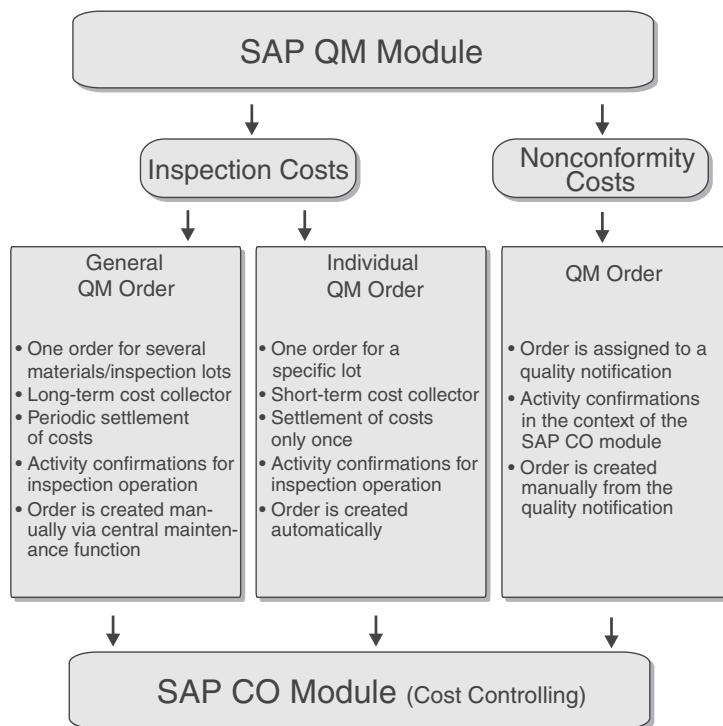 SAP QM Module
Inspection Costs
Nonconformity
Costs
General
QM Order
• One order for several
materials/inspection lots
• Long-term cost collector
• Periodic settlement
of costs
• Activity confirmations for
inspection operation
• Order is created man-
ually via central mainten-
ance function
Individual
QM Order
• One order for a
specific lot
• Short-term cost collector
• Settlement of costs
only once
• Activity confirmations for
inspection operation
• Order is created
automatically
QM Order
• Order is assigned to a
quality notification
• Activity confirmations
in the context of the
SAP CO module
• Order is created
manually from the
quality notification
SAP CO Module (Cost Controlling)